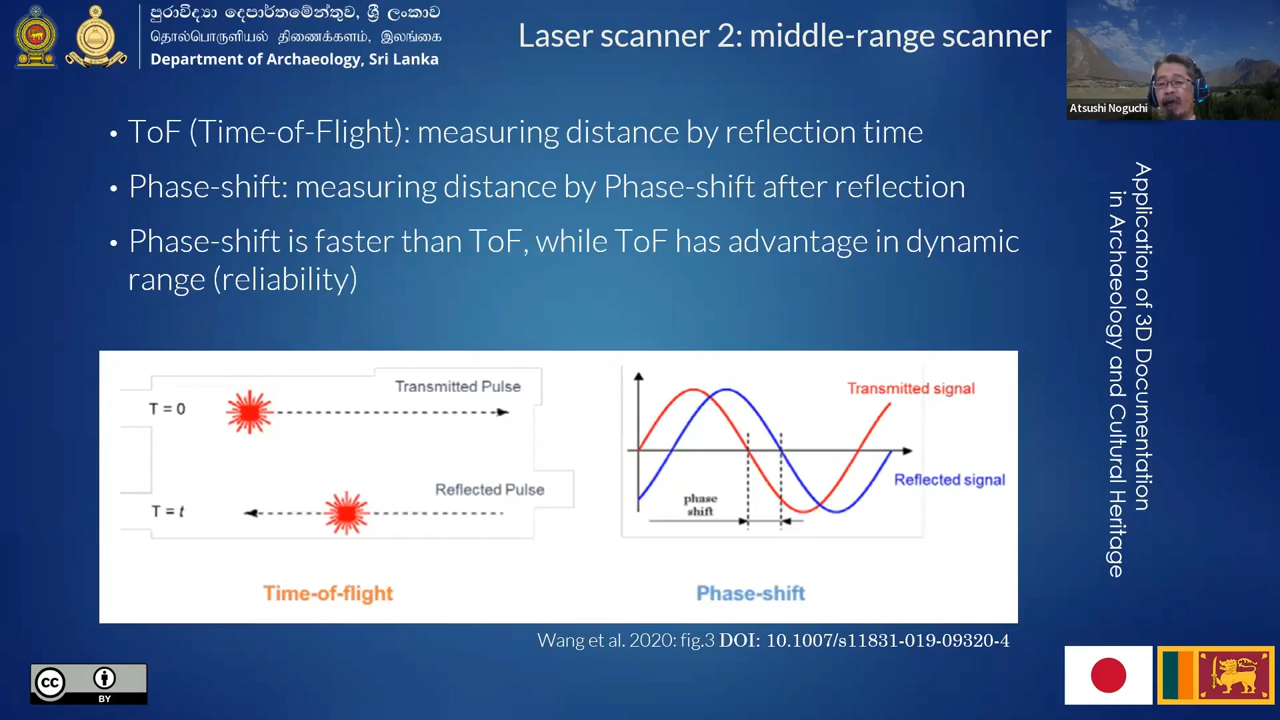 පුරාවිද්‍යා දෙපාර්තමේන්තුව, ශ්‍රී ලංකාව
தொல்பொருளியல் திணைக்களம், இலங்கை
Department of Archaeology, Sri Lanka
Laser scanner 2: middle-range scanner
Atsushi Noguchi
• ToF (Time-of-Flight): measuring distance by reflection time
• Phase-shift: measuring distance by Phase-shift after reflection
• Phase-shift is faster than ToF, while ToF has advantage in dynamic
range (reliability)
Transmitted Pulse
T = 0
Reflected Pulse
T = t
Time-of-flight
Transmitted signal
Reflected signal
phase
shift
Phase-shift
Wang et al. 2020: fig.3 DOI: 10.1007/s11831-019-09320-4
Application of 3D Documentation
in Archaeology and Cultural Heritage
cc
BY